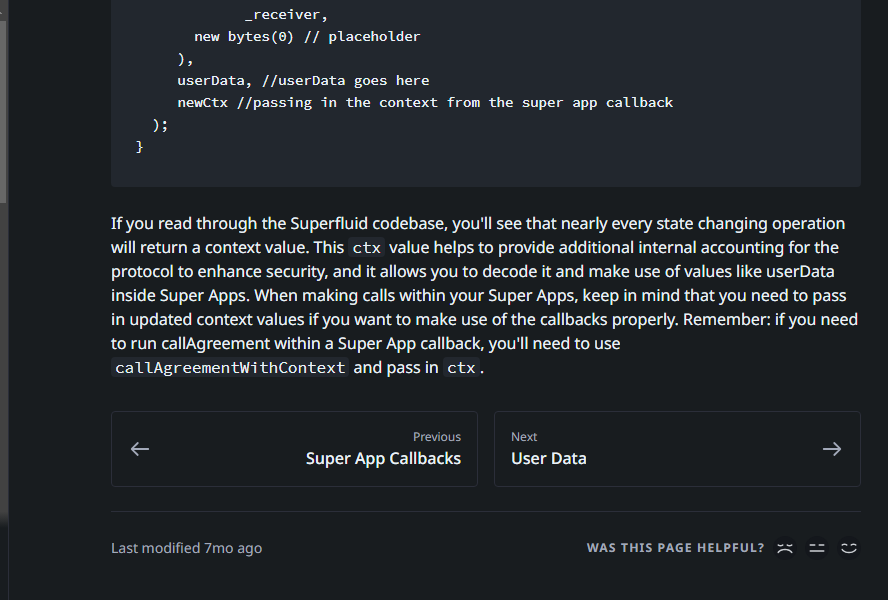 _receiver,
new bytes(0) // placeholder
),
userData, //userData goes here
newCtx //passing in the context from the super app callback
);
}
If you read through the Superfluid codebase, you'll see that nearly every state changing operation
will return a context value. This ctx value helps to provide additional internal accounting for the
protocol to enhance security, and it allows you to decode it and make use of values like userData
inside Super Apps. When making calls within your Super Apps, keep in mind that you need to pass
in updated context values if you want to make use of the callbacks properly. Remember: if you need
to run callAgreement within a Super App callback, you'll need to use
callAgreementWithContext and pass in ctx.
Previous
Super App Callbacks
Next
User Data
Last modified 7mo ago
WAS THIS PAGE HELPFUL?